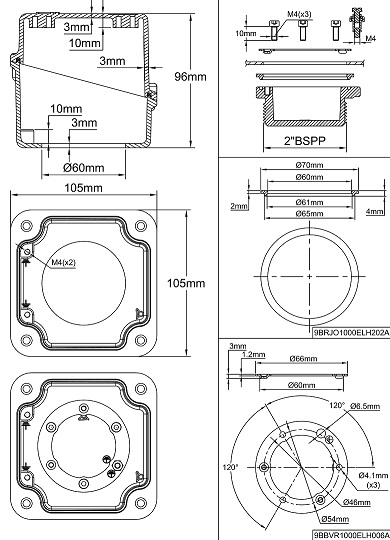 3mm
10mm
3mm
96mm
10mm
3mm
Ø60mm
105mm
M4(x2)
105mm
M4(x3)
10mm
M4
2"BSPP
Ø70mm
Ø60mm
2mm
4mm
Ø61mm
Ø65mm
9BRJO1000ELH202A
3mm
1.2mm
Ø66mm
Ø60mm
120°
Ø6.5mm
120°
Ø4.1mm
(x3)
Ø46mm
Ø54mm
9BBVR1000ELH006A